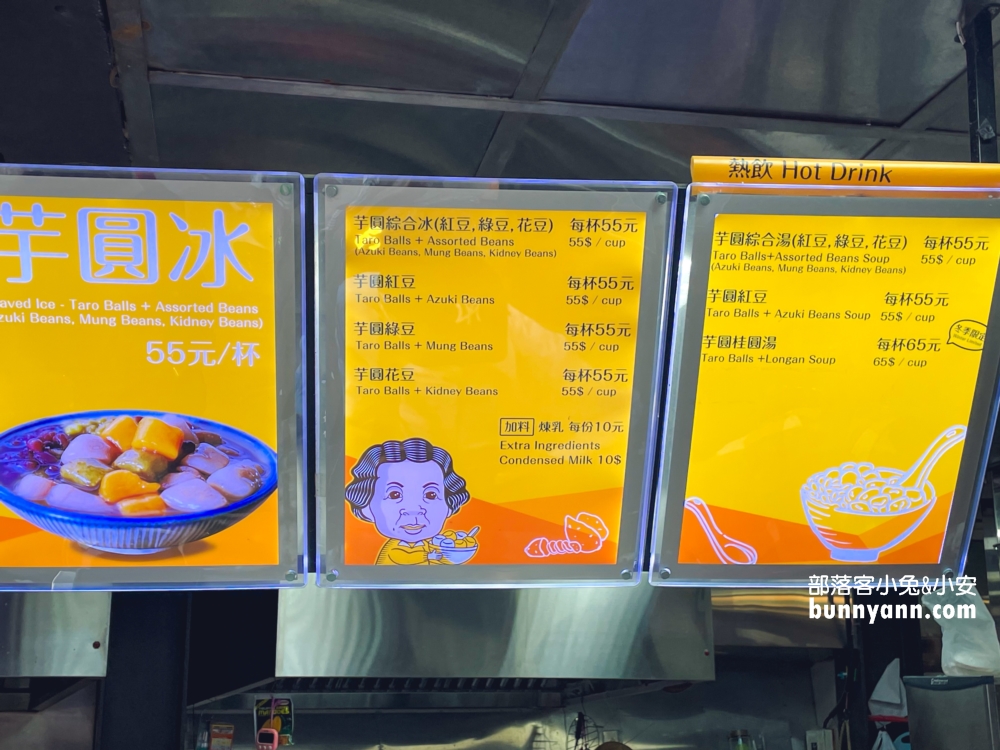 芋圓冰
aved Ice - Taro Balls + Assorted Beans
zuki Beans, Mung Beans, Kidney Beans)
55元/杯
芋圓綜合冰(紅豆,綠豆,花豆) 每杯55元
Taro Balls + Assorted Beans 55$ / cup
(Azuki Beans, Mung Beans, Kidney Beans)
芋圓紅豆 每杯55元
Taro Balls + Azuki Beans 55$ / cup
芋圓綠豆 每杯55元
Taro Balls + Mung Beans 55$ / cup
芋圓花豆 每杯55元
Taro Balls + Kidney Beans 55$ / cup
加料 煉乳 每份10元
Extra Ingredients
Condensed Milk 10$
熱飲 Hot Drink
芋圓綜合湯(紅豆,綠豆,花豆) 每杯55元
Taro Balls+Assorted Beans Soup 55$ / cup
(Azuki Beans, Mung Beans, Kidney Beans)
芋圓紅豆 每杯55元
Taro Balls + Azuki Beans Soup 55$ / cup
冬季限定
芋圓桂圓湯 每杯65元
Taro Balls +Longan Soup 65$ / cup
部落客小兔&小安
bunnyann.com